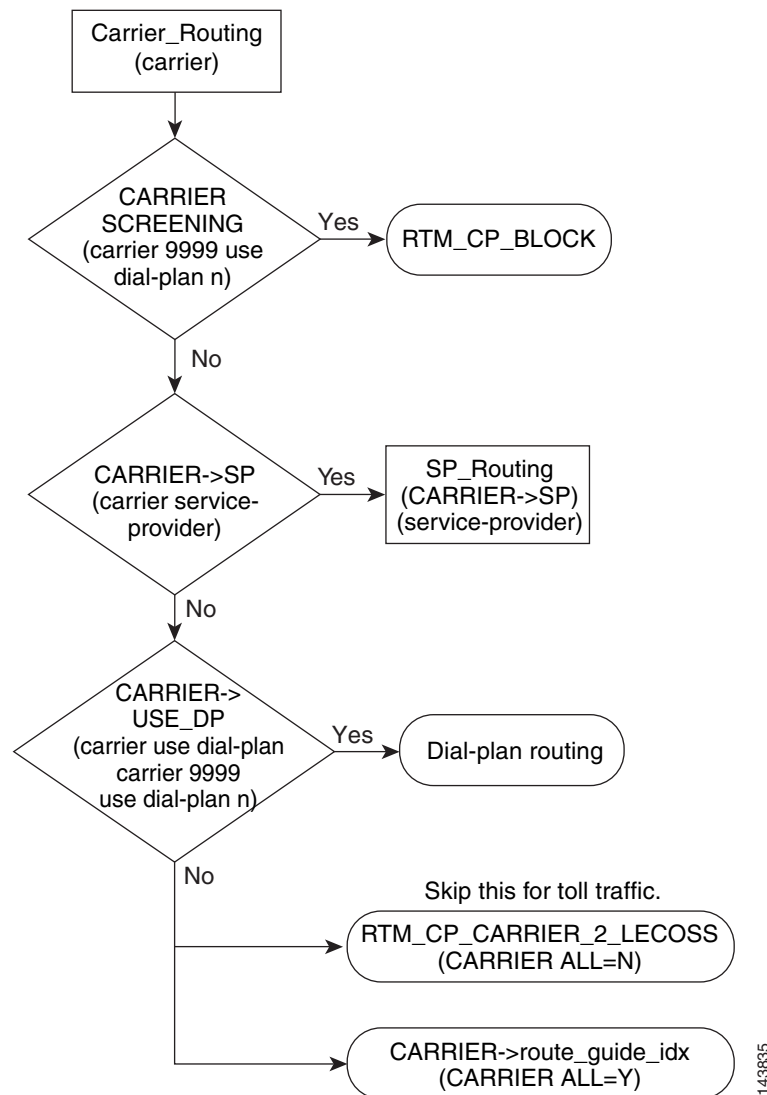 Carrier_Routing
(carrier)
CARRIER
SCREENING
(carrier 9999 use
dial-plan n)
Yes
RTM_CP_BLOCK
No
CARRIER->SP
(carrier service-
provider)
Yes
SP_Routing
(CARRIER->SP)
(service-provider)
No
CARRIER->
USE_DP
(carrier use dial-plan
carrier 9999
use dial-plan n)
Yes
Dial-plan routing
No
Skip this for toll traffic.
RTM_CP_CARRIER_2_LECOSS
(CARRIER ALL=N)
CARRIER->route_guide_idx
(CARRIER ALL=Y)
143835